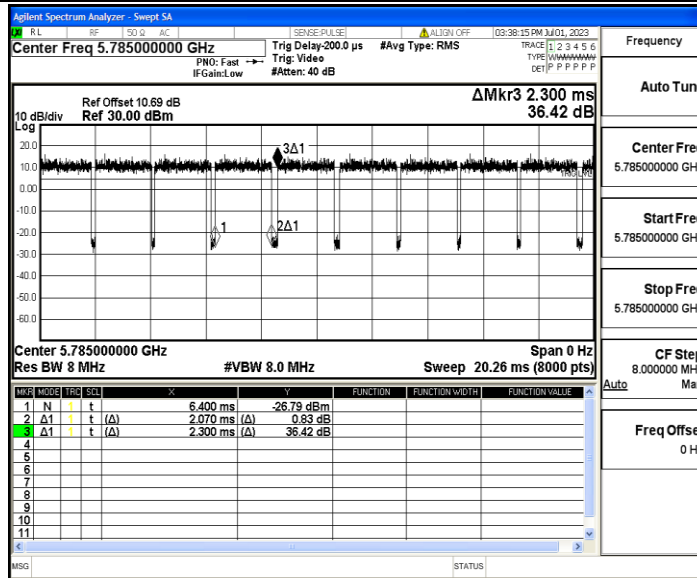 Agilent Spectrum Analyzer - Swept SA
RL RF 50 Ω AC SENSE:PULSE ALIGN OFF 03:38:15 PM Jul 01, 2023
Center Freq 5.785000000 GHz
PNO: Fast
IFGain:Low
Trig Delay-200.0 µs
Trig: Video
#Atten: 40 dB
#Avg Type: RMS
TRACE 1 2 3 4 5 6
TYPE WWWWWW
DET P P P P P P
Ref Offset 10.69 dB
10 dB/div Ref 30.00 dBm
Log
ΔMkr3 2.300 ms
36.42 dB
20.0
10.0
0.00
-10.0
-20.0
-30.0
-40.0
-50.0
-60.0
3Δ1
1
2Δ1
Center 5.785000000 GHz
Span 0 Hz
Res BW 8 MHz
#VBW 8.0 MHz
Sweep 20.26 ms (8000 pts)
MKR MODE TRC SCL X Y FUNCTION FUNCTION WIDTH FUNCTION VALUE
1 N 1 t 6.400 ms -26.79 dBm
2 Δ1 1 t (Δ) 2.070 ms (Δ) 0.83 dB
3 Δ1 1 t (Δ) 2.300 ms (Δ) 36.42 dB
4
5
6
7
8
9
10
11
MSG
STATUS
Frequency
Auto Tun
Center Fre
5.785000000 GH
Start Fre
5.785000000 GH
Stop Fre
5.785000000 GH
CF Step
8.000000 MH
Auto Ma
Freq Offse
0 H